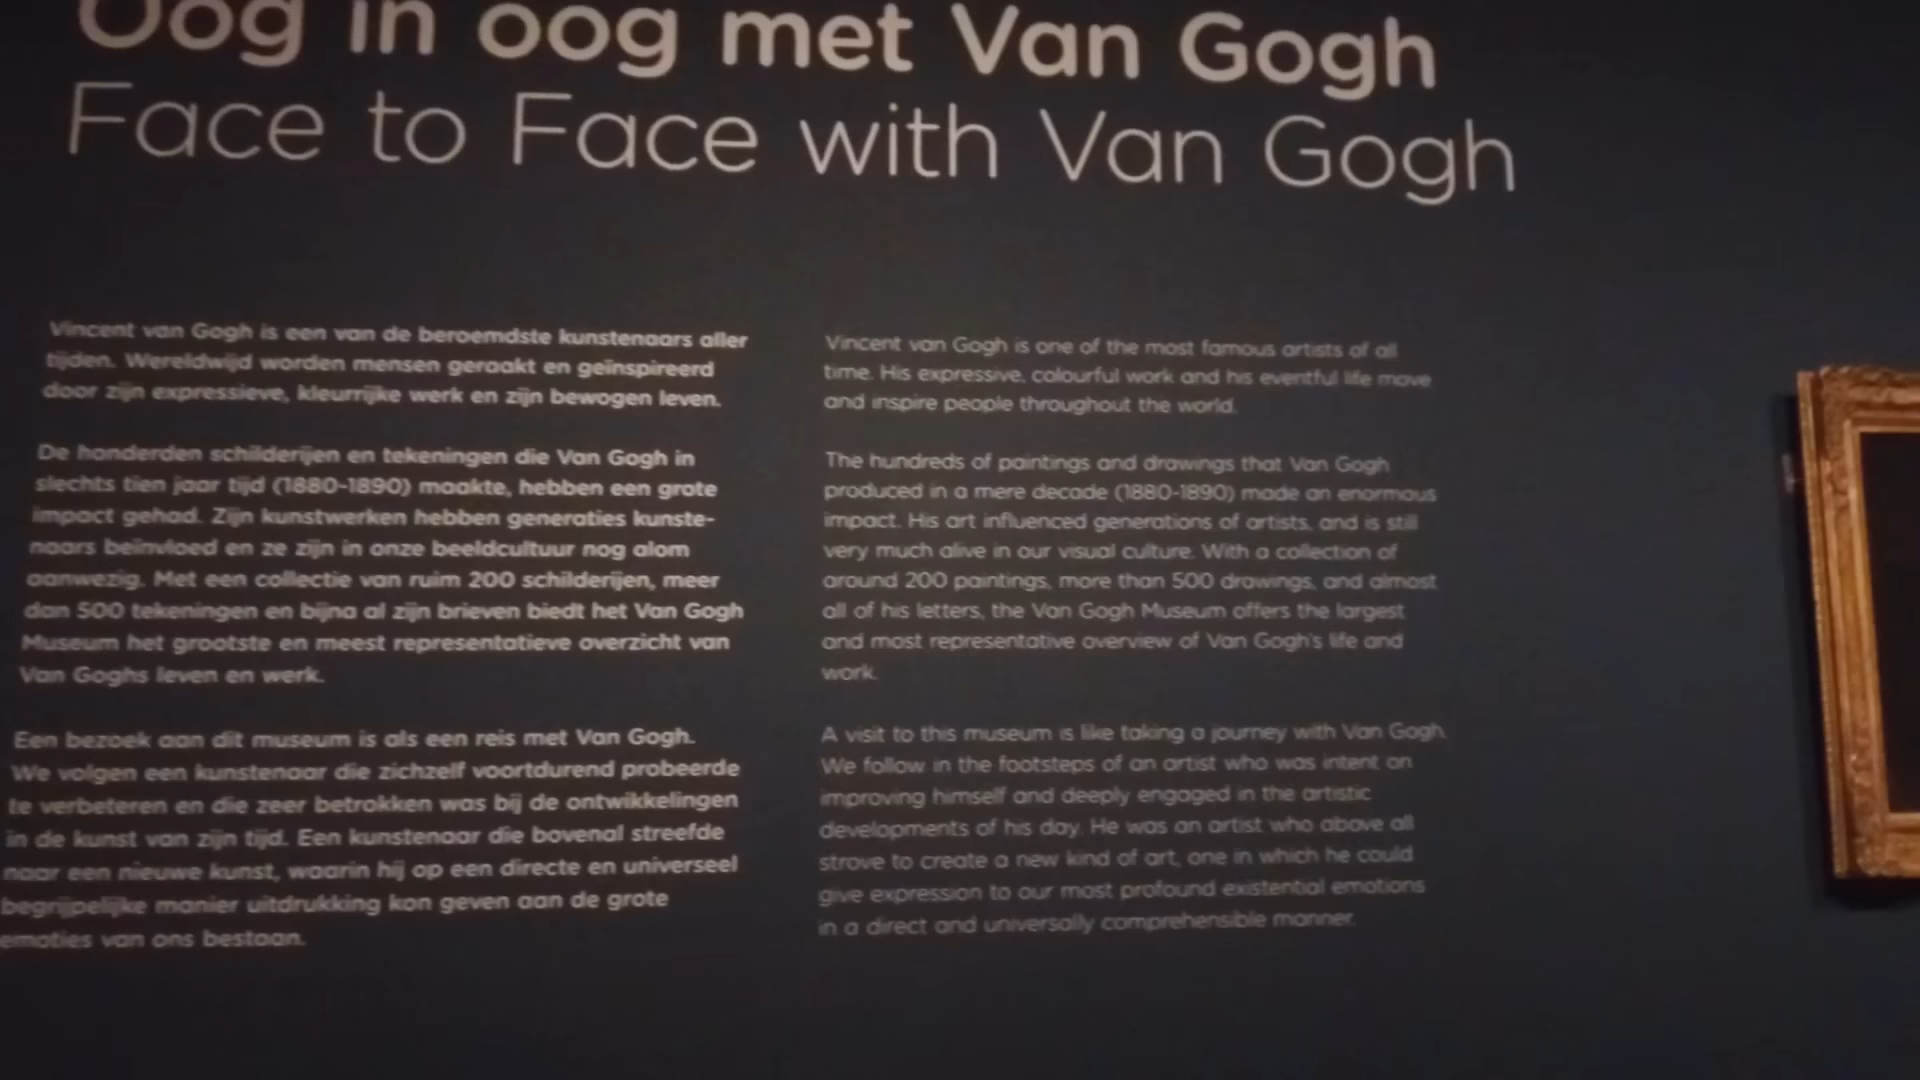 Oog in oog met Van Gogh
Face to Face with Van Gogh
Vincent van Gogh is een van de beroemdste kunstenaars aller
tijden. Wereldwijd worden mensen geraakt en geïnspireerd
door zijn expressieve, kleurrijke werk en zijn bewogen leven.
De honderden schilderijen en tekeningen die Van Gogh in
slechts tien jaar tijd (1880-1890) maakte, hebben een grote
impact gehad. Zijn kunstwerken hebben generaties kunste-
naars beïnvloed en ze zijn in onze beeldcultuur nog alom
aanwezig. Met een collectie van ruim 200 schilderijen, meer
dan 500 tekeningen en bijna al zijn brieven biedt het Van Gogh
Museum het grootste en meest representatieve overzicht van
Van Goghs leven en werk.
Een bezoek aan dit museum is als een reis met Van Gogh.
We volgen een kunstenaar die zichzelf voortdurend probeerde
te verbeteren en die zeer betrokken was bij de ontwikkelingen
in de kunst van zijn tijd. Een kunstenaar die bovenal streefde
naar een nieuwe kunst, waarin hij op een directe en universeel
begrijpelijke manier uitdrukking kon geven aan de grote
emoties van ons bestaan.
Vincent van Gogh is one of the most famous artists of all
time. His expressive, colourful work and his eventful life move
and inspire people throughout the world.
The hundreds of paintings and drawings that Van Gogh
produced in a mere decade (1880-1890) made an enormous
impact. His art influenced generations of artists, and is still
very much alive in our visual culture. With a collection of
around 200 paintings, more than 500 drawings, and almost
all of his letters, the Van Gogh Museum offers the largest
and most representative overview of Van Gogh's life and
work.
A visit to this museum is like taking a journey with Van Gogh.
We follow in the footsteps of an artist who was intent on
improving himself and deeply engaged in the artistic
developments of his day. He was an artist who above all
strove to create a new kind of art, one in which he could
give expression to our most profound existential emotions
in a direct and universally comprehensible manner.